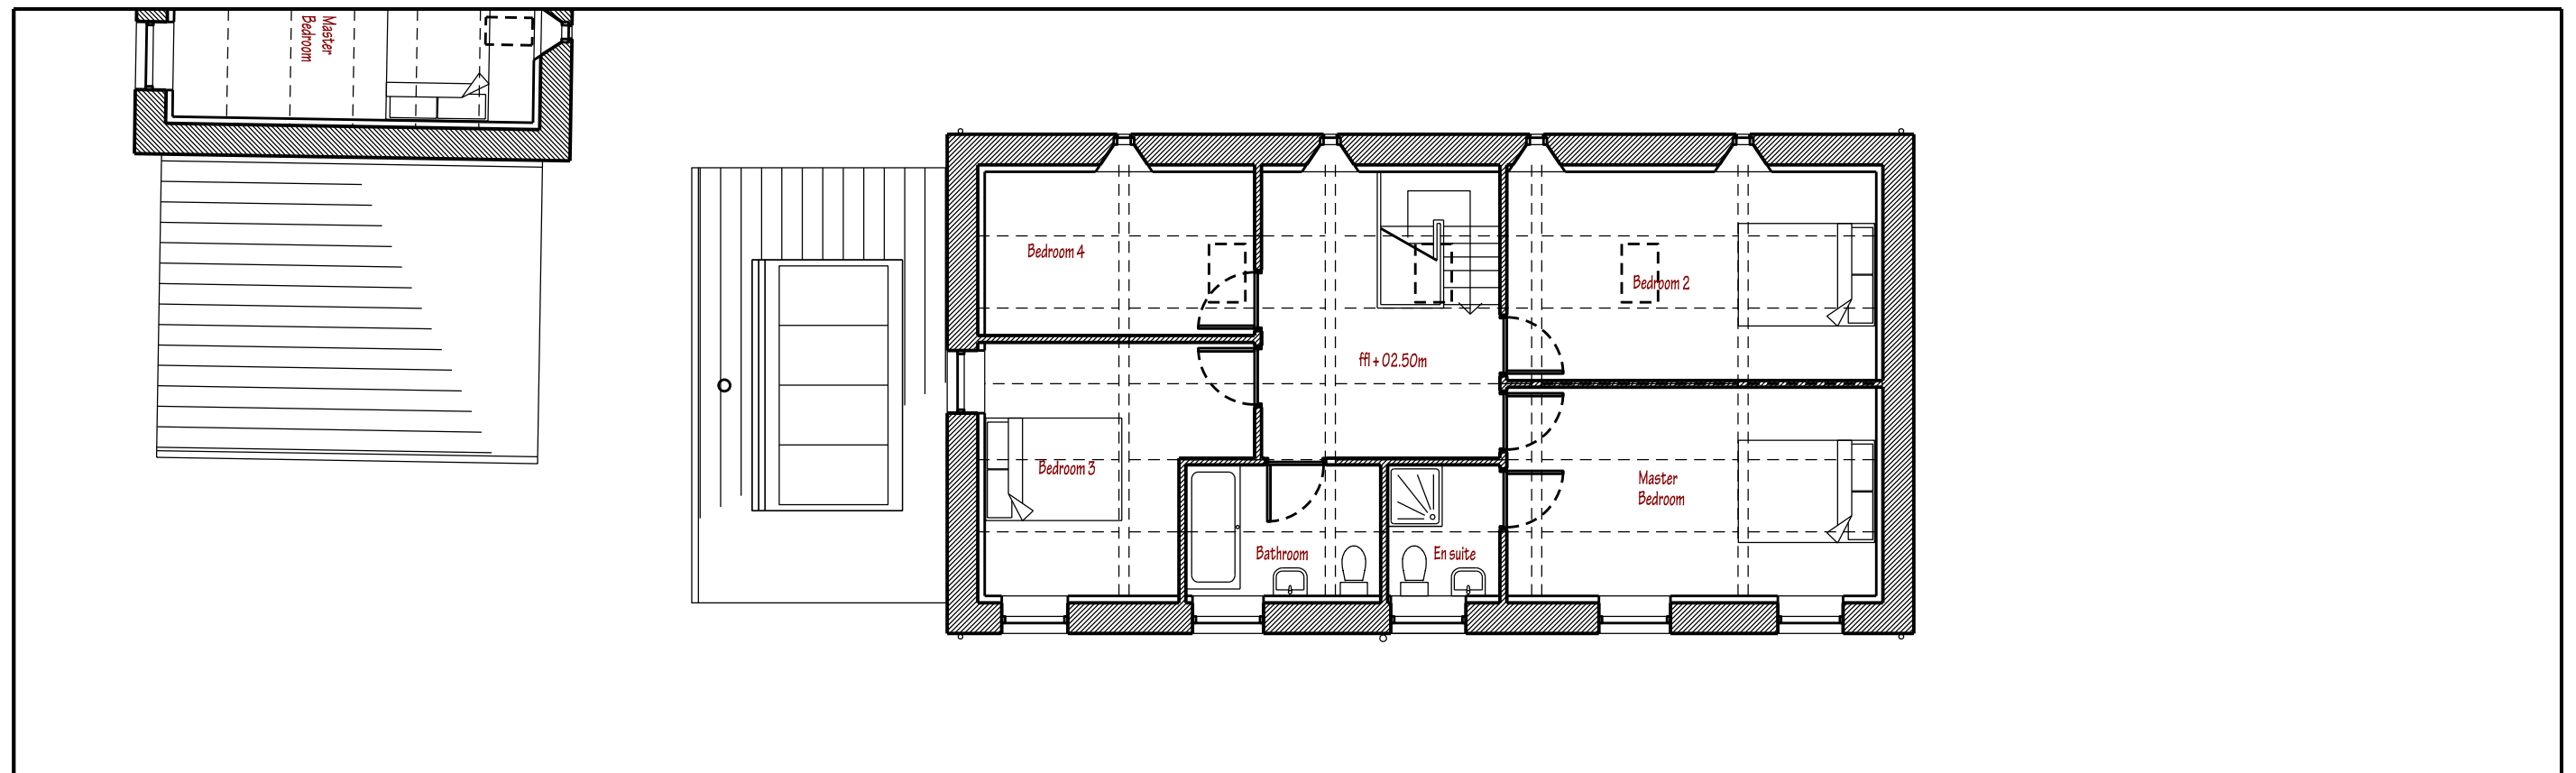 Master
Bedroom
Bedroom 4
Bedroom 2
ffl + 02.50m
Bedroom 3
Master
Bedroom
Bathroom
En suite